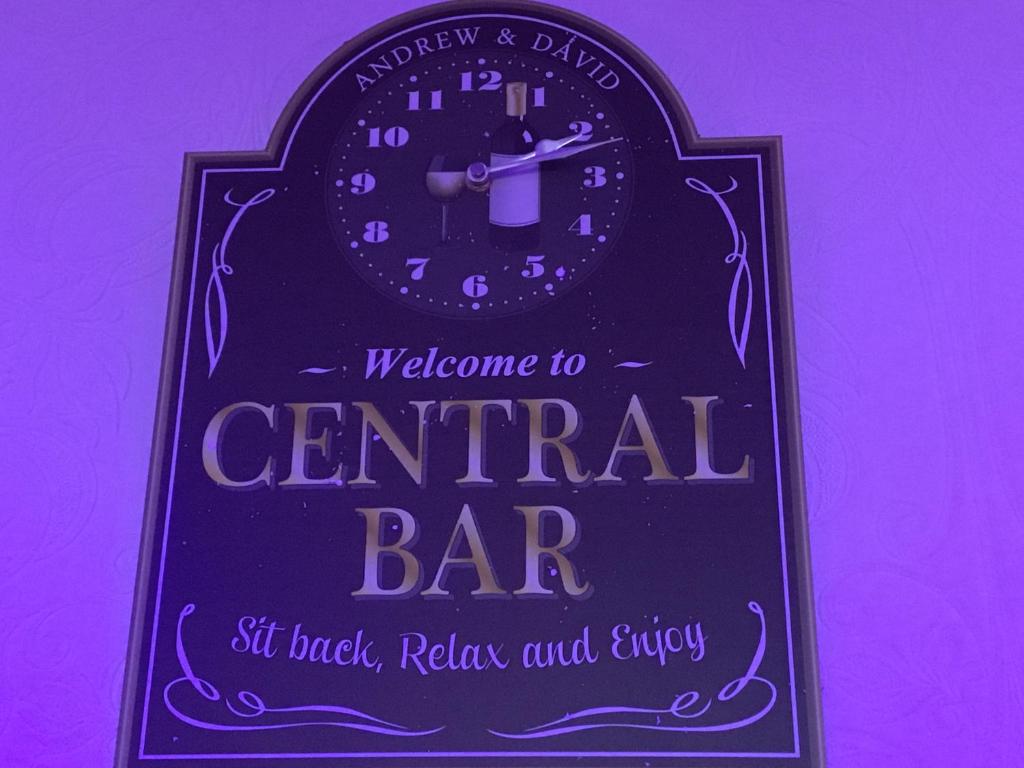 ANDREW & DAVID
12
11 1
10 2
9 3
8 4
7 5
6
~ Welcome to ~
CENTRAL
BAR
Sit back, Relax and Enjoy